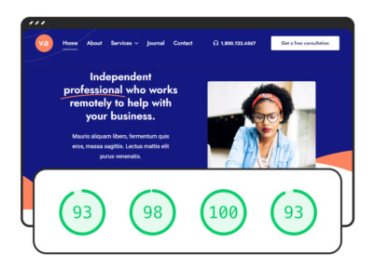 VA
Home About Services Journal Contact 1.800.123.4567 Get a free consultation
Independent
professional who works
remotely to help with
your business.
Mauris aliquam libero, fermentum quis
eros, massa sagittis. Lectus mattis elit
purus venenatis.
93 98 100 93